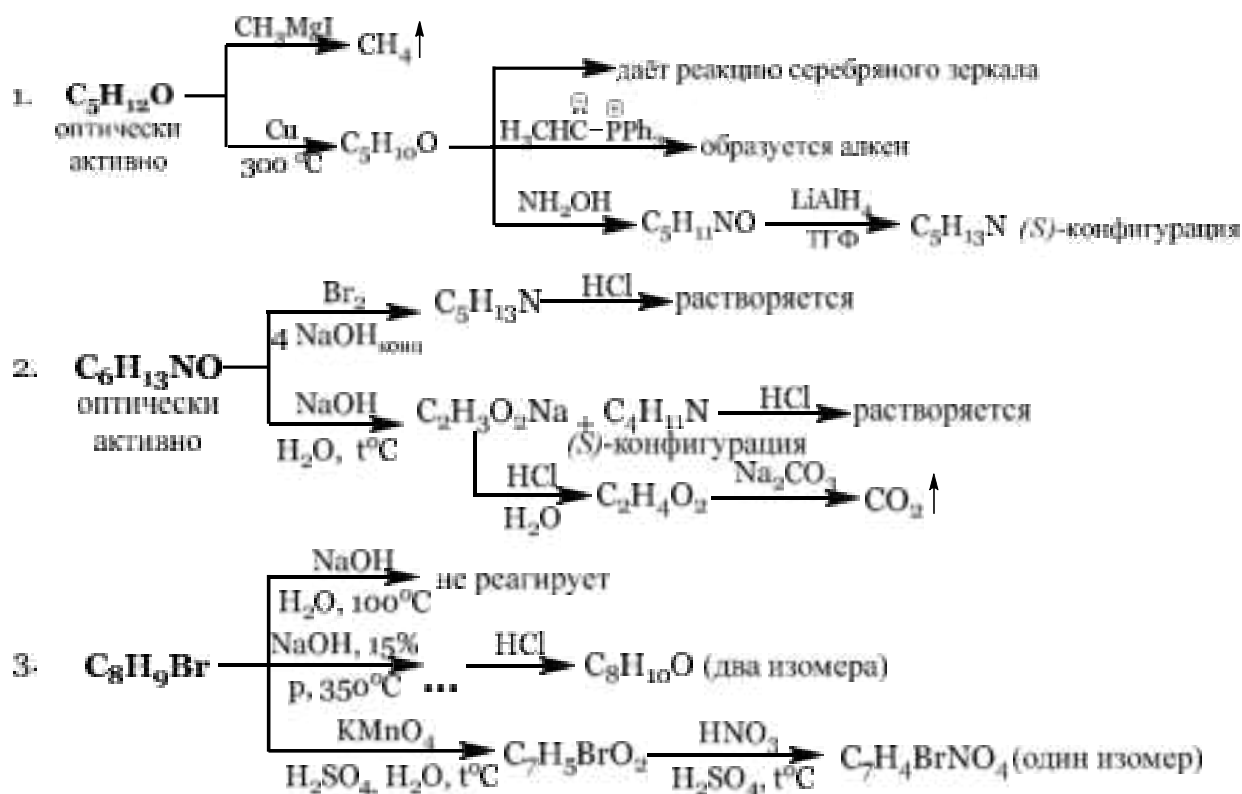 CH₃MgI
CH₄↑
даёт реакцию серебряного зеркала
1. C₅H₁₂O
оптически
активно
Cu
300 °C
C₅H₁₀O
H₃CHC–PPh₃
образуется алкен
NH₂OH
C₅H₁₁NO
LiAlH₄
ТГФ
C₅H₁₃N (S)-конфигурация
Br₂
4 NaOHконц
C₅H₁₃N
HCl
растворяется
2. C₆H₁₃NO
оптически
активно
NaOH
H₂O, t°C
C₂H₃O₂Na + C₄H₁₁N
(S)-конфигурация
HCl
растворяется
HCl
H₂O
C₂H₄O₂
Na₂CO₃
CO₂↑
NaOH
H₂O, 100°C
не реагирует
3. C₈H₉Br
NaOH, 15%
p, 350°C
...
HCl
C₈H₁₀O (два изомера)
KMnO₄
H₂SO₄, H₂O, t°C
C₇H₅BrO₂
HNO₃
H₂SO₄, t°C
C₇H₄BrNO₄ (один изомер)